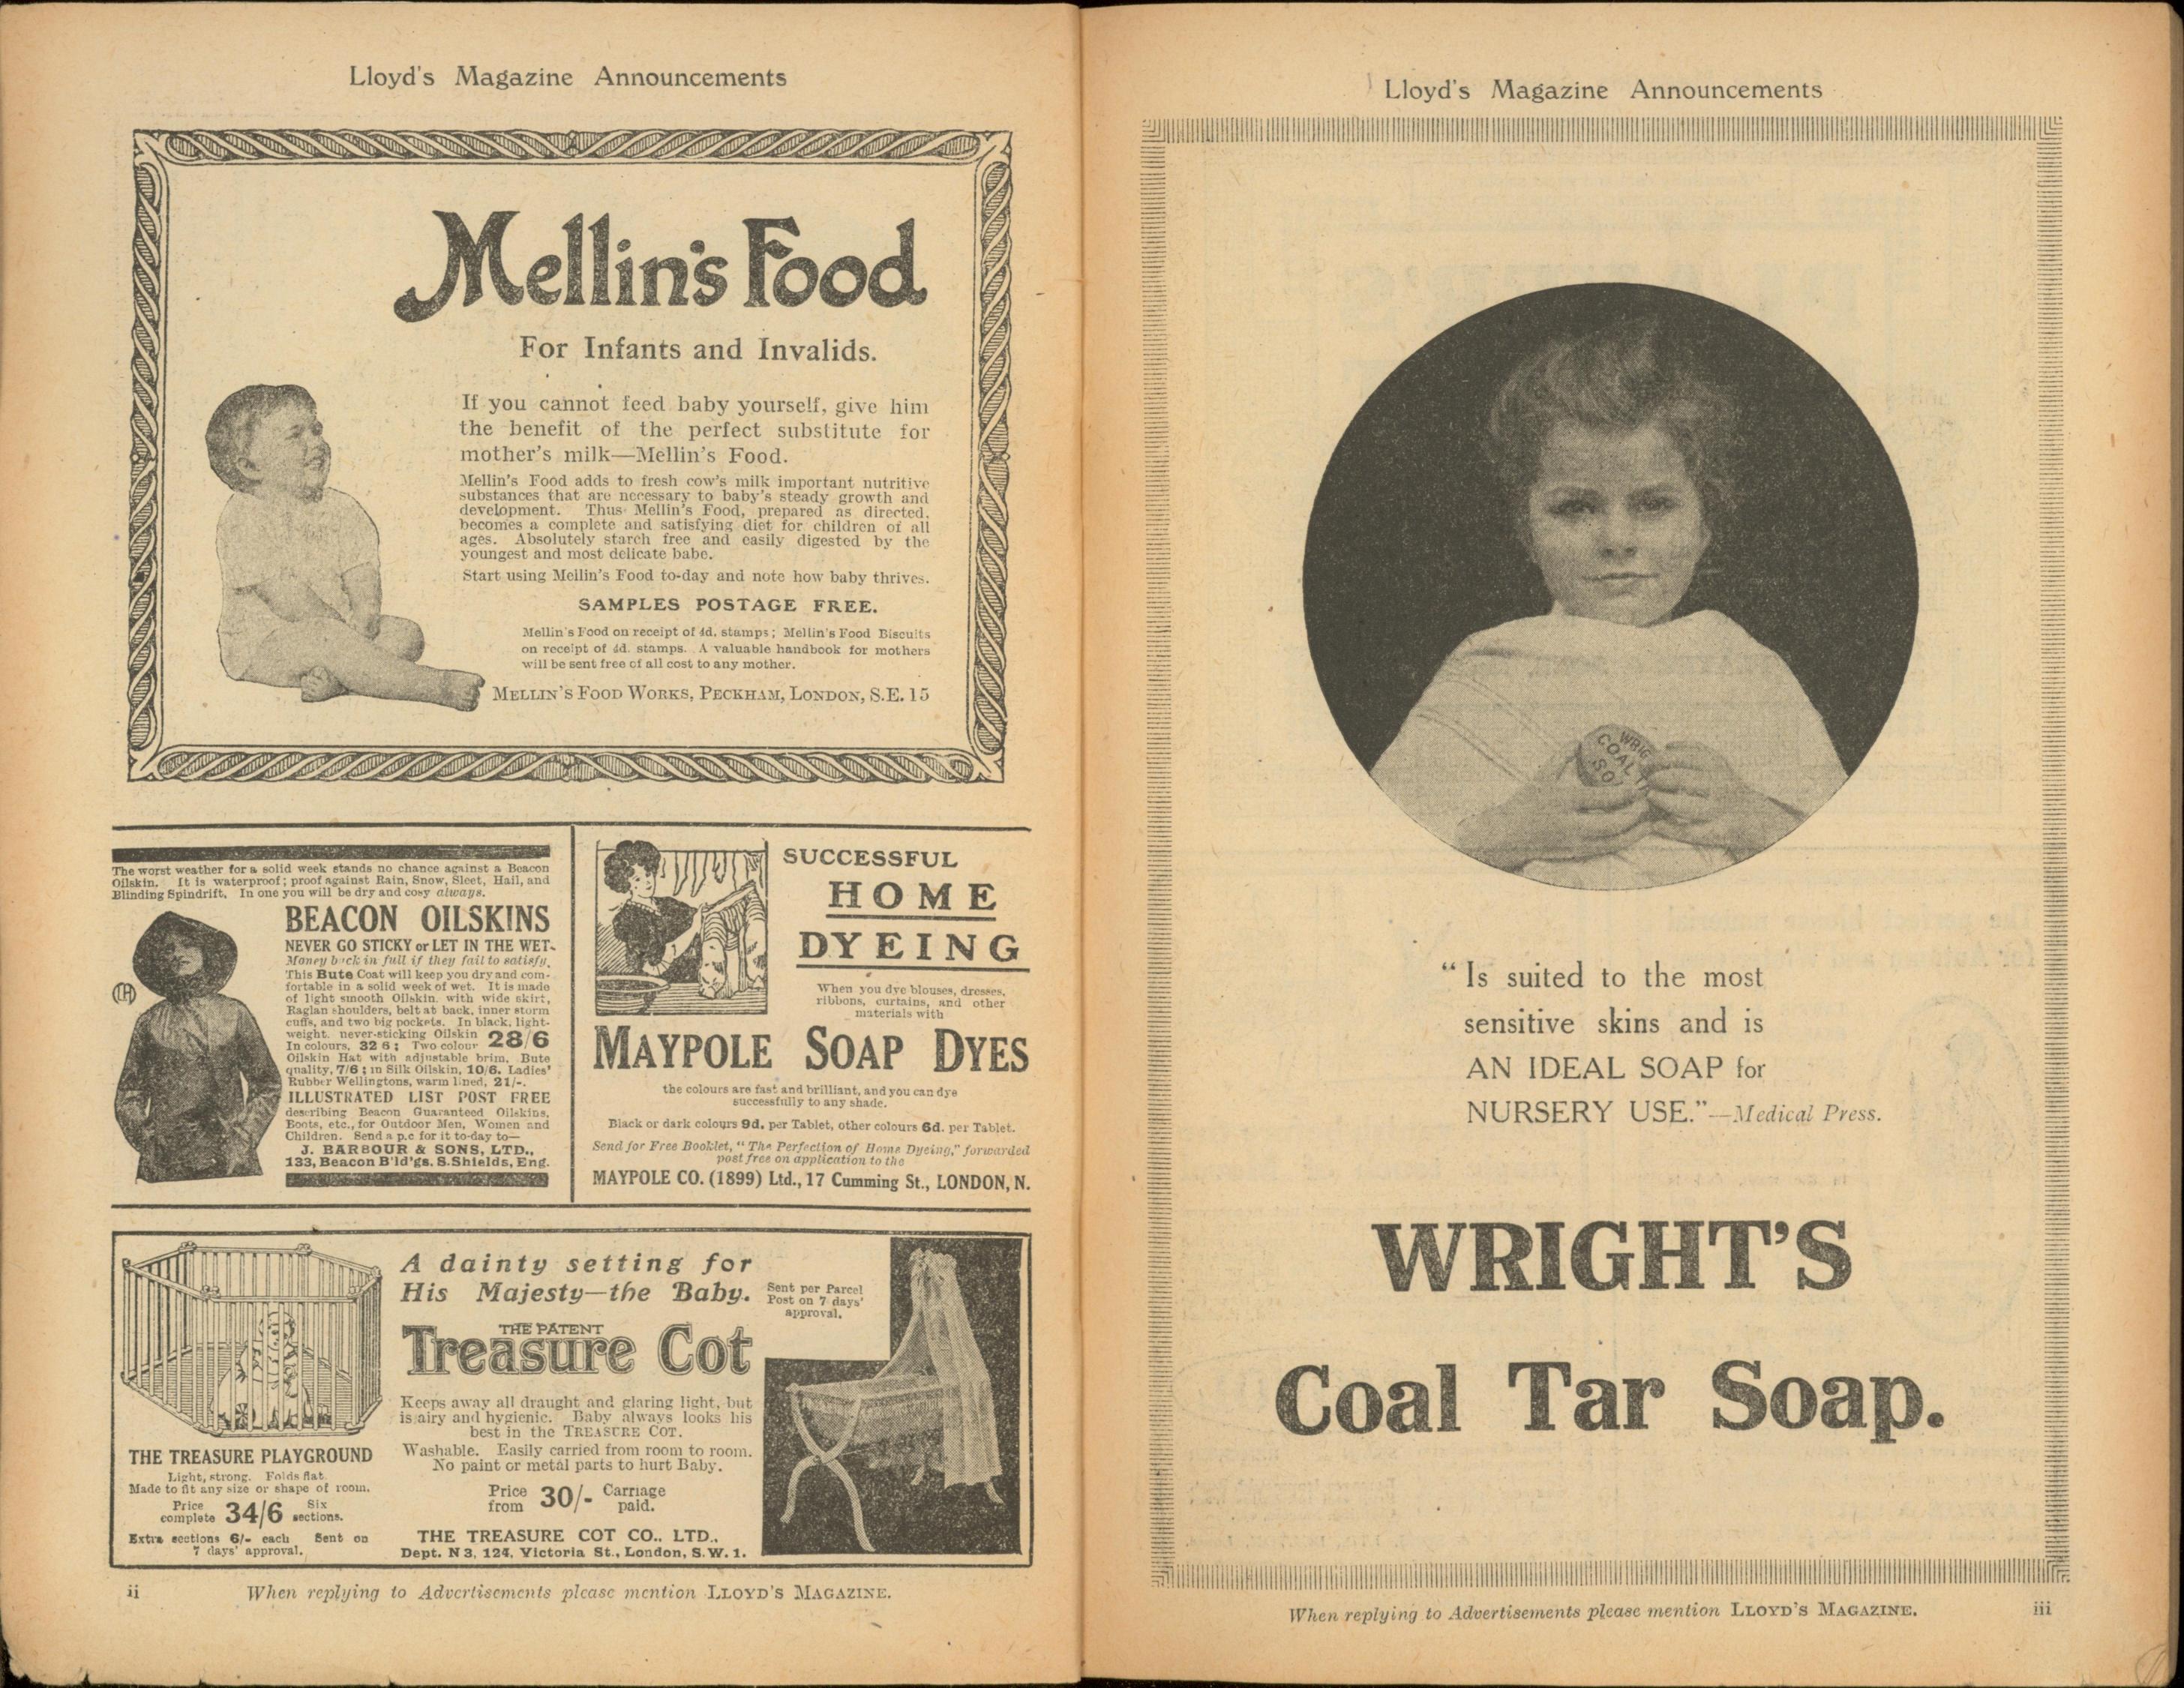 Lloyd's Magazine Announcements
Mellin's Food
For Infants and Invalids.
If you cannot feed baby yourself, give him
the benefit of the perfect substitute for
mother's milk—Mellin's Food.
Mellin's Food adds to fresh cow's milk important nutritive
substances that are necessary to baby's steady growth and
development. Thus Mellin's Food, prepared as directed,
becomes a complete and satisfying diet for children of all
ages. Absolutely starch free and easily digested by the
youngest and most delicate babe.
Start using Mellin's Food to-day and note how baby thrives.
SAMPLES POSTAGE FREE.
Mellin's Food on receipt of 4d. stamps; Mellin's Food Biscuits
on receipt of 4d. stamps. A valuable handbook for mothers
will be sent free of all cost to any mother.
MELLIN'S FOOD WORKS, PECKHAM, LONDON, S.E. 15
The worst weather for a solid week stands no chance against a Beacon
Oilskin. It is waterproof; proof against Rain, Snow, Sleet, Hail, and
Blinding Spindrift. In one you will be dry and cosy always.
BEACON OILSKINS
NEVER GO STICKY or LET IN THE WET-
Money back in full if they fail to satisfy.
This Bute Coat will keep you dry and com-
fortable in a solid week of wet. It is made
of light smooth Oilskin, with wide skirt,
Raglan shoulders, belt at back, inner storm
cuffs, and two big pockets. In black, light-
weight, never-sticking Oilskin 28/6
In colours, 32 6; Two colour
Oilskin Hat with adjustable brim, Bute
quality, 7/6; in Silk Oilskin, 10/6. Ladies'
Rubber Wellingtons, warm lined, 21/-.
ILLUSTRATED LIST POST FREE
describing Beacon Guaranteed Oilskins,
Boots, etc., for Outdoor Men, Women and
Children. Send a p.c for it to-day to—
J. BARBOUR & SONS, LTD.,
133, Beacon B'ld'gs. S. Shields, Eng.
SUCCESSFUL
HOME
DYEING
When you dye blouses, dresses,
ribbons, curtains, and other
materials with
MAYPOLE SOAP DYES
the colours are fast and brilliant, and you can dye
successfully to any shade.
Black or dark colours 9d. per Tablet, other colours 6d. per Tablet.
Send for Free Booklet, "The Perfection of Home Dyeing," forwarded
post free on application to the
MAYPOLE CO. (1899) Ltd., 17 Cumming St., LONDON, N.
THE TREASURE PLAYGROUND
Light, strong. Folds flat.
Made to fit any size or shape of room.
Price complete 34/6 Six sections.
Extra sections 6/- each Sent on
7 days' approval.
A dainty setting for
His Majesty—the Baby.
Sent per Parcel
Post on 7 days'
approval.
THE PATENT
Treasure Cot
Keeps away all draught and glaring light, but
is airy and hygienic. Baby always looks his
best in the TREASURE COT.
Washable. Easily carried from room to room.
No paint or metal parts to hurt Baby.
Price from 30/- Carriage paid.
THE TREASURE COT CO., LTD.,
Dept. N 3, 124, Victoria St., London, S.W. 1.
ii
When replying to Advertisements please mention LLOYD'S MAGAZINE.
Lloyd's Magazine Announcements
WRIG
COAL T
SO
"Is suited to the most
sensitive skins and is
AN IDEAL SOAP for
NURSERY USE."—Medical Press.
WRIGHT'S
Coal Tar Soap.
When replying to Advertisements please mention LLOYD'S MAGAZINE.
iii